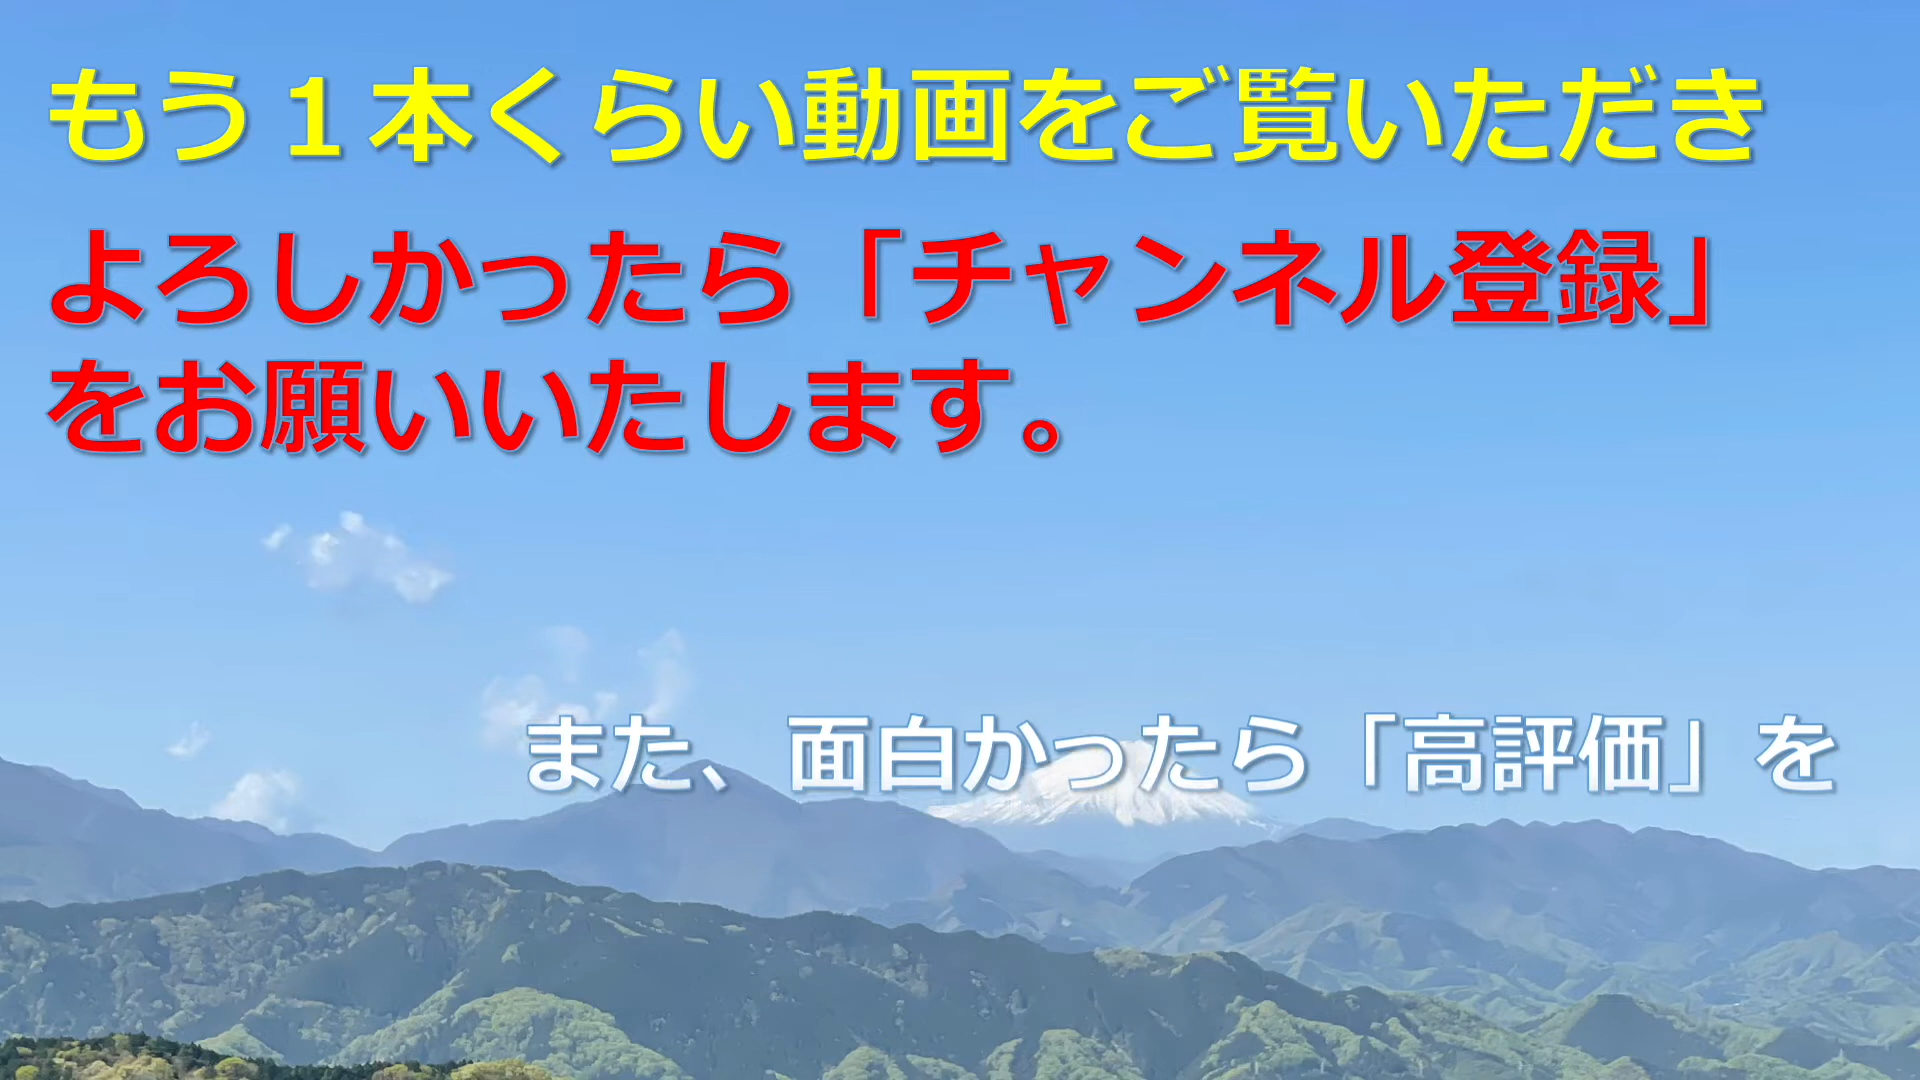 もう１本くらい動画をご覧いただき
よろしかったら「チャンネル登録」
をお願いいたします。
また、面白かったら「高評価」を